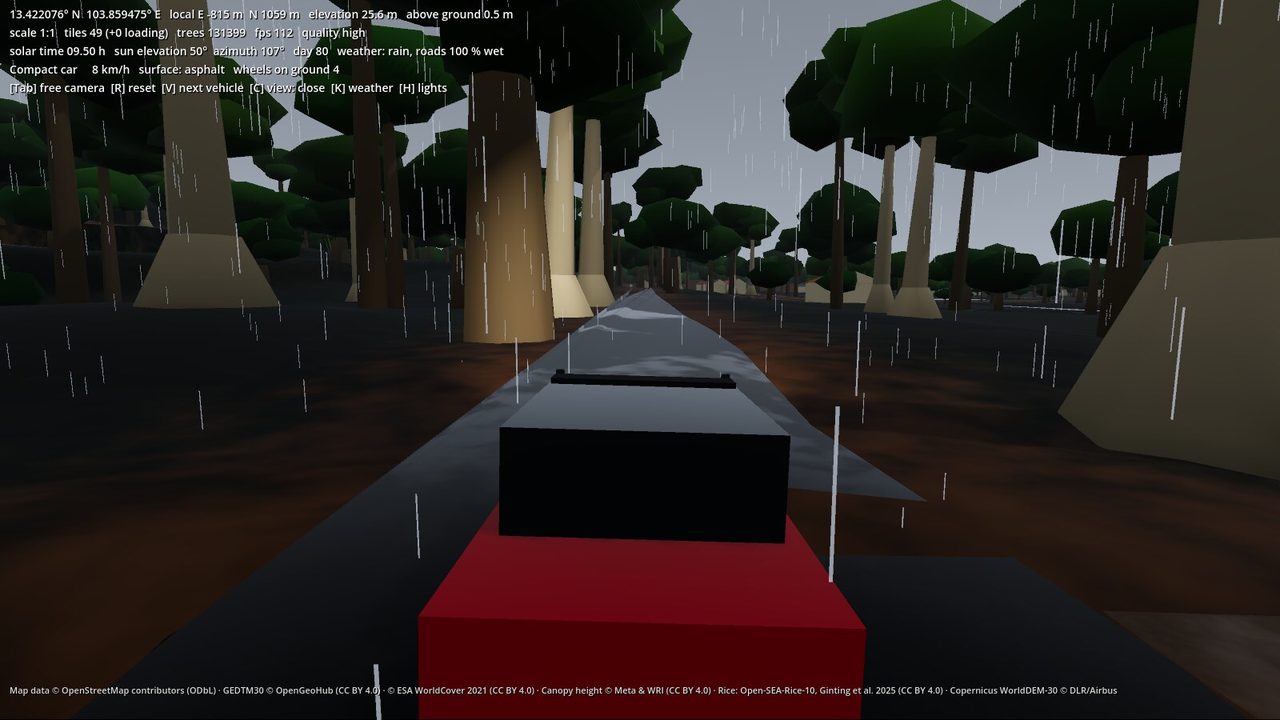 13.422076° N 103.859475° E local E -815 m N 1059 m elevation 25.6 m above ground 0.5 m
scale 1:1 tiles 49 (+0 loading) trees 131399 fps 112 quality high
solar time 09.50 h sun elevation 50° azimuth 107° day 80 weather: rain, roads 100 % wet
Compact car 8 km/h surface: asphalt wheels on ground 4
[Tab] free camera [R] reset [V] next vehicle [C] view: close [K] weather [H] lights
Map data © OpenStreetMap contributors (ODbL) · GEDTM30 © OpenGeoHub (CC BY 4.0) · © ESA WorldCover 2021 (CC BY 4.0) · Canopy height © Meta & WRI (CC BY 4.0) · Rice: Open-SEA-Rice-10, Ginting et al. 2025 (CC BY 4.0) · Copernicus WorldDEM-30 © DLR/Airbus